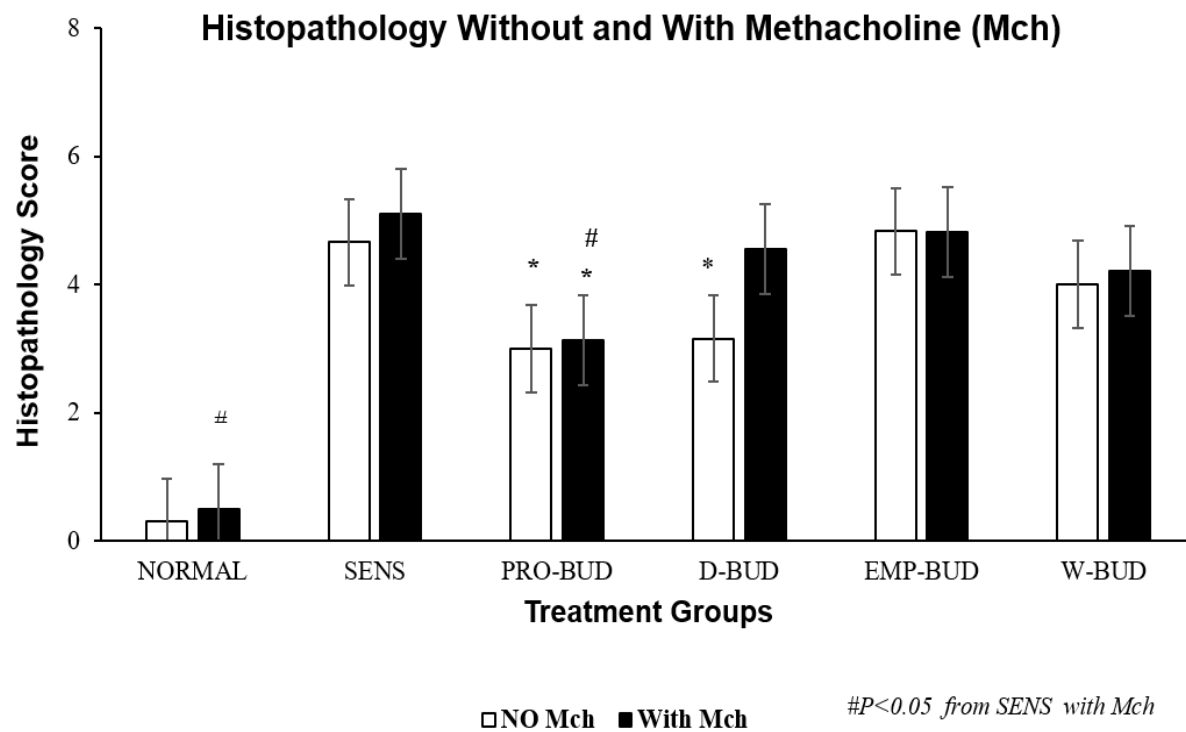 Histopathology Without and With Methacholine (Mch)
8
6
4
2
0
Histopathology Score
#
*
#
*
*
NORMAL SENS PRO-BUD D-BUD EMP-BUD W-BUD
Treatment Groups
NO Mch With Mch
#P<0.05 from SENS with Mch